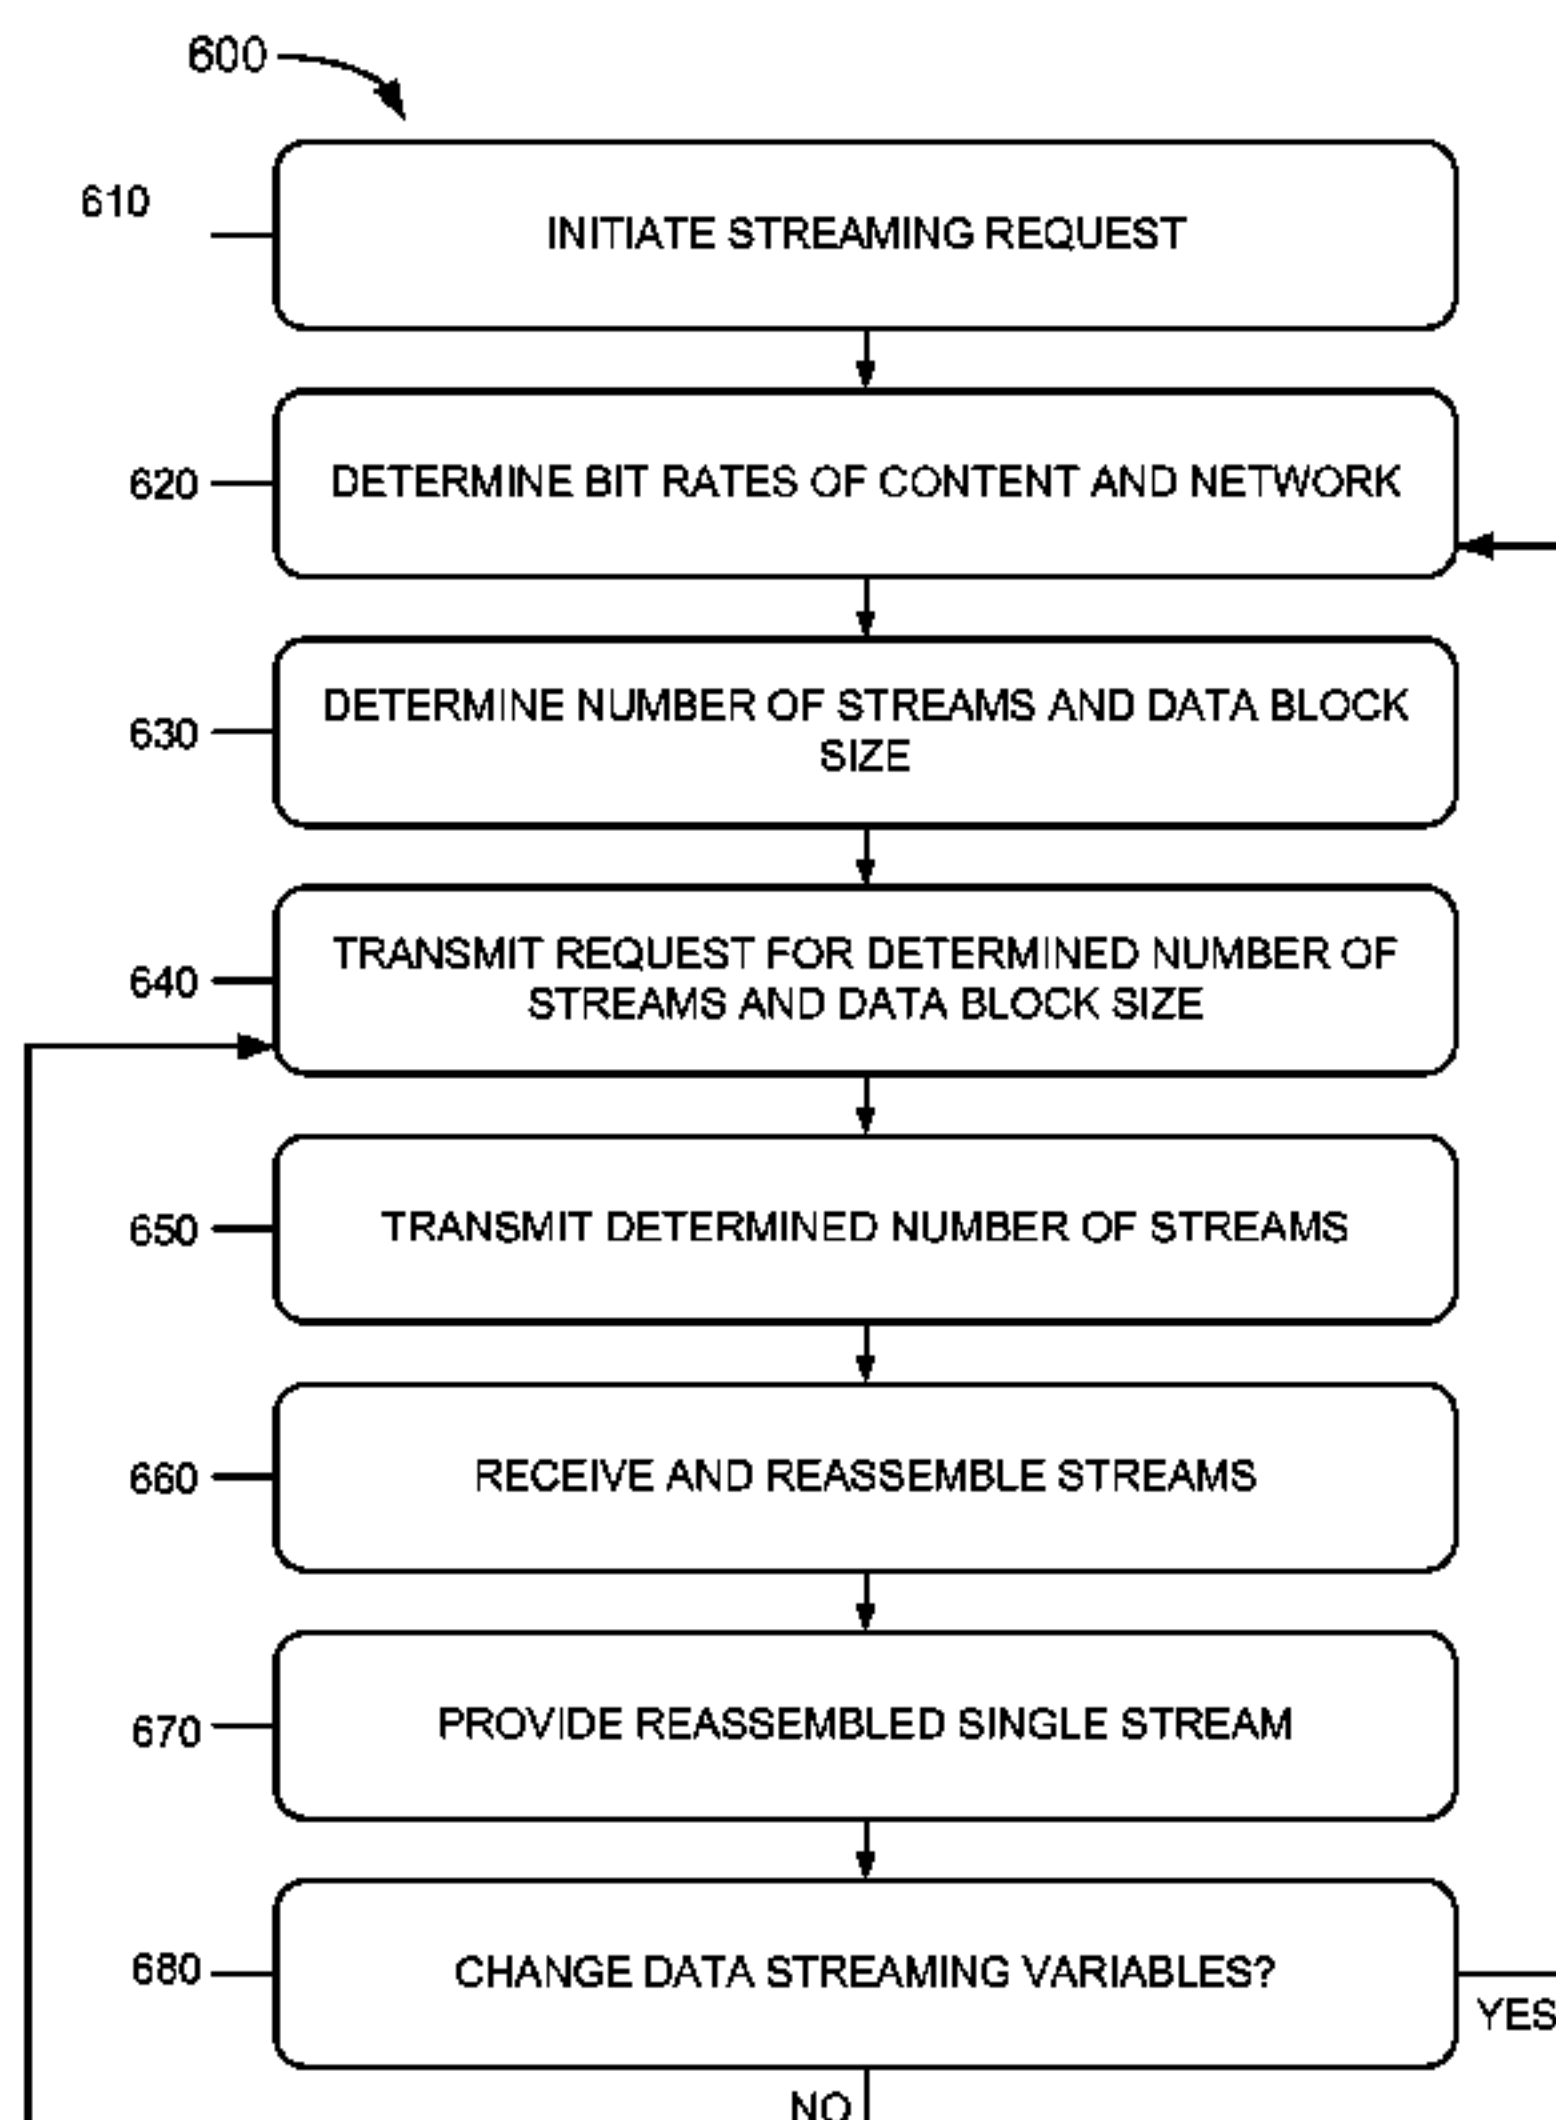 600
610
INITIATE STREAMING REQUEST
620
DETERMINE BIT RATES OF CONTENT AND NETWORK
630
DETERMINE NUMBER OF STREAMS AND DATA BLOCK
SIZE
640
TRANSMIT REQUEST FOR DETERMINED NUMBER OF
STREAMS AND DATA BLOCK SIZE
650
TRANSMIT DETERMINED NUMBER OF STREAMS
660
RECEIVE AND REASSEMBLE STREAMS
670
PROVIDE REASSEMBLED SINGLE STREAM
680
CHANGE DATA STREAMING VARIABLES?
YES
NO